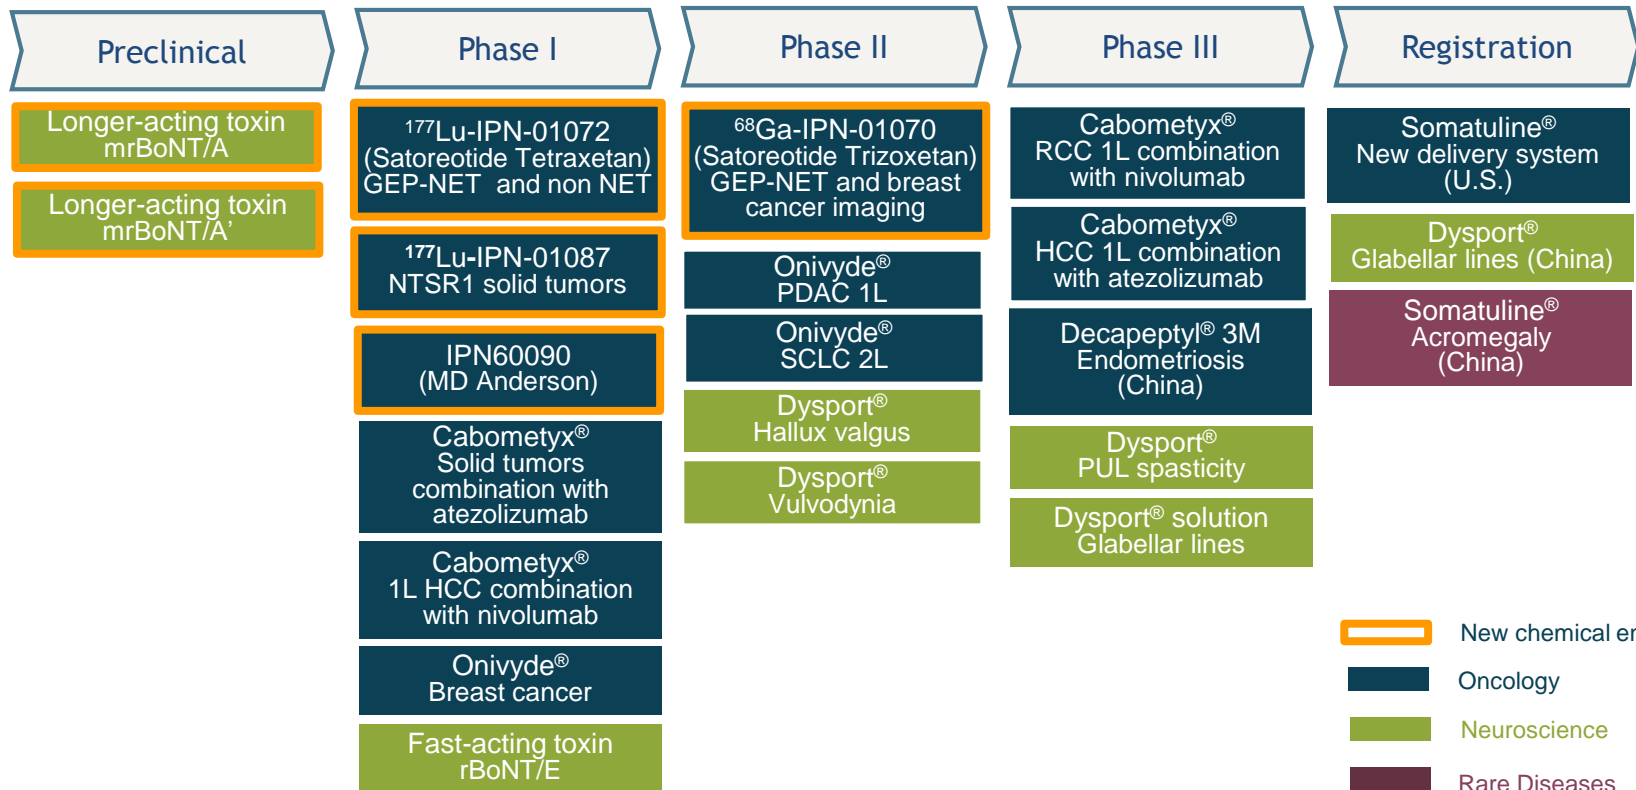 Preclinical
Longer-acting toxin
mrBoNT/A
Longer-acting toxin
mrBoNT/A’
Phase I
¹⁷⁷Lu-IPN-01072
(Satoreotide Tetraxetan)
GEP-NET and non NET
¹⁷⁷Lu-IPN-01087
NTSR1 solid tumors
IPN60090
(MD Anderson)
Cabometyx®
Solid tumors
combination with
atezolizumab
Cabometyx®
1L HCC combination
with nivolumab
Onivyde®
Breast cancer
Fast-acting toxin
rBoNT/E
Phase II
⁶⁸Ga-IPN-01070
(Satoreotide Trizoxetan)
GEP-NET and breast
cancer imaging
Onivyde®
PDAC 1L
Onivyde®
SCLC 2L
Dysport®
Hallux valgus
Dysport®
Vulvodynia
Phase III
Cabometyx®
RCC 1L combination
with nivolumab
Cabometyx®
HCC 1L combination
with atezolizumab
Decapeptyl® 3M
Endometriosis
(China)
Dysport®
PUL spasticity
Dysport® solution
Glabellar lines
Registration
Somatuline®
New delivery system
(U.S.)
Dysport®
Glabellar lines (China)
Somatuline®
Acromegaly
(China)
New chemical
Oncology
Neuroscience
Rare Diseases